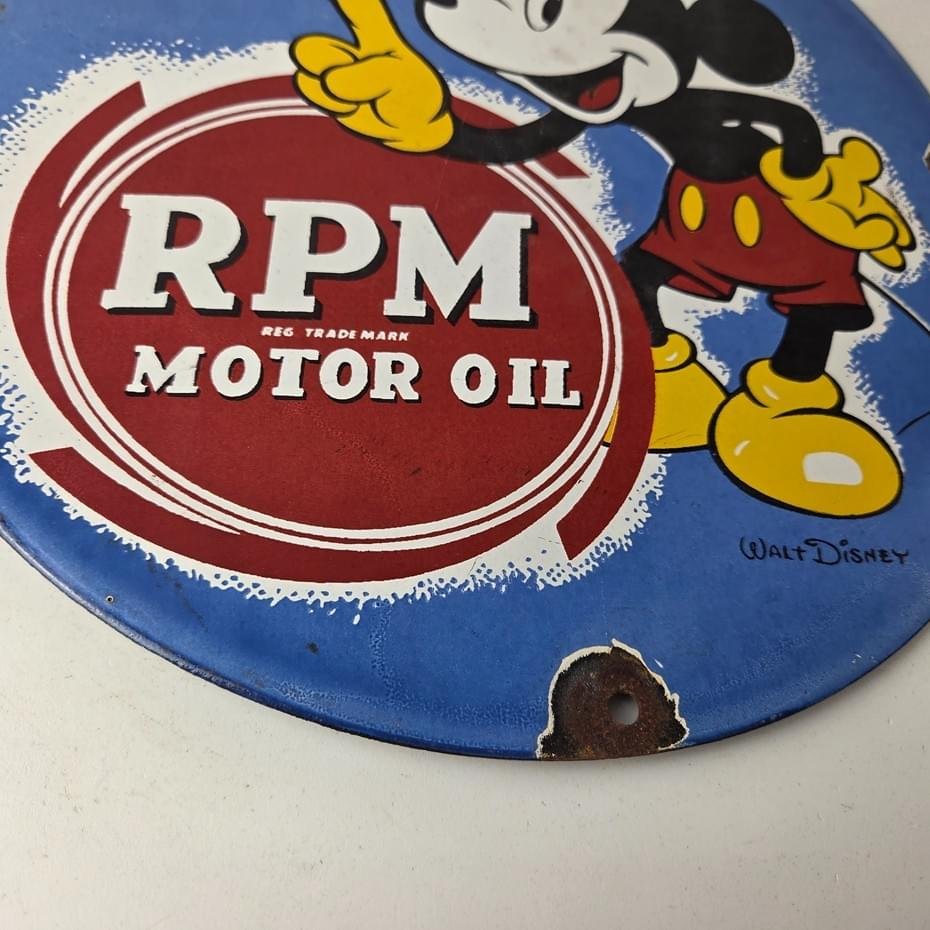 RPM
REG TRADE MARK
MOTOR OIL
WALT DISNEY